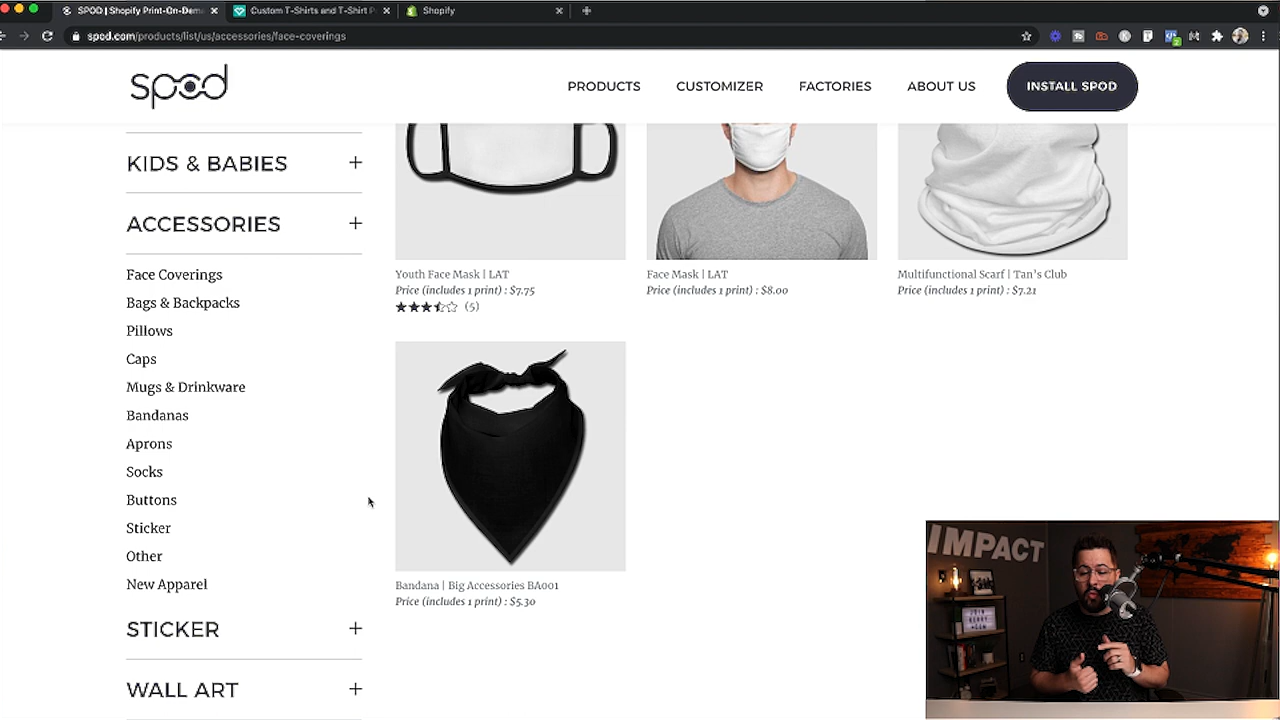 SPOD | Shopify Print-On-Dem
Custom T-Shirts and T-Shirt P
Shopify
spod.com/products/list/us/accessories/face-coverings
spod
PRODUCTS
CUSTOMIZER
FACTORIES
ABOUT US
INSTALL SPOD
KIDS & BABIES
ACCESSORIES
Face Coverings
Bags & Backpacks
Pillows
Caps
Mugs & Drinkware
Bandanas
Aprons
Socks
Buttons
Sticker
Other
New Apparel
STICKER
WALL ART
Youth Face Mask | LAT
Price (includes 1 print) : $7.75
(5)
Face Mask | LAT
Price (includes 1 print) : $8.00
Multifunctional Scarf | Tan's Club
Price (includes 1 print) : $7.21
Bandana | Big Accessories BA001
Price (includes 1 print) : $5.30
IMPACT